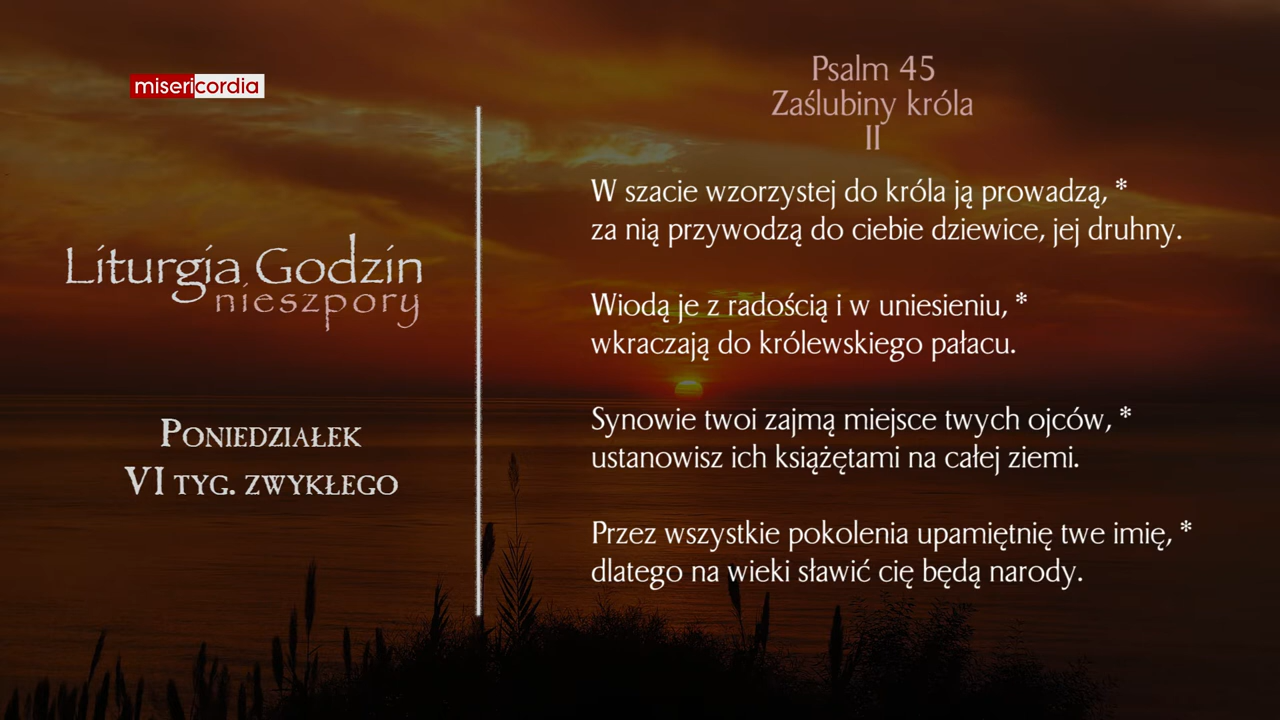 misericordia
Liturgia Godzin
nieszpory
Poniedziałek
VI tyg. zwykłego
Psalm 45
Zaślubiny króla
II
W szacie wzorzystej do króla ją prowadzą, *
za nią przywodzą do ciebie dziewice, jej druhny.
Wiodą je z radością i w uniesieniu, *
wkraczają do królewskiego pałacu.
Synowie twoi zajmą miejsce twych ojców, *
ustanowisz ich książętami na całej ziemi.
Przez wszystkie pokolenia upamiętnię twe imię, *
dlatego na wieki sławić cię będą narody.